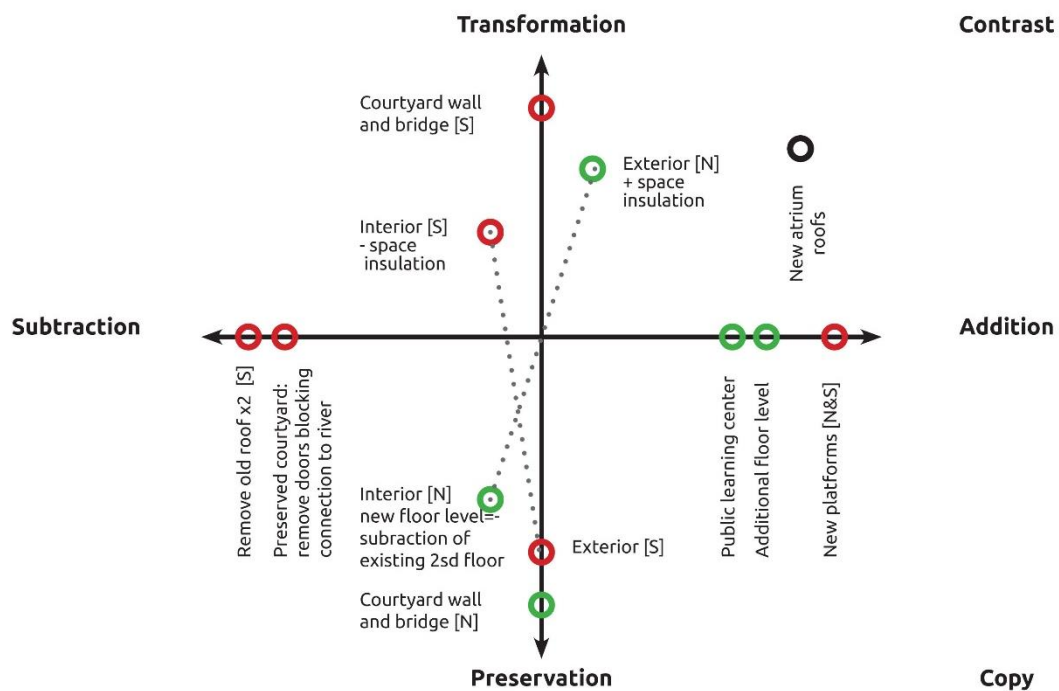 Transformation
Contrast
Courtyard wall
and bridge [S]
Exterior [N]
+ space
insulation
Interior [S]
- space
insulation
New atrium
roofs
Subtraction
Addition
Remove old roof x2 [S]
Preserved courtyard:
remove doors blocking
connection to river
Interior [N]
new floor level=-
subraction of
existing 2sd floor
Exterior [S]
Public learning center
Additional floor level
New platforms [N&S]
Courtyard wall
and bridge [N]
Preservation
Copy